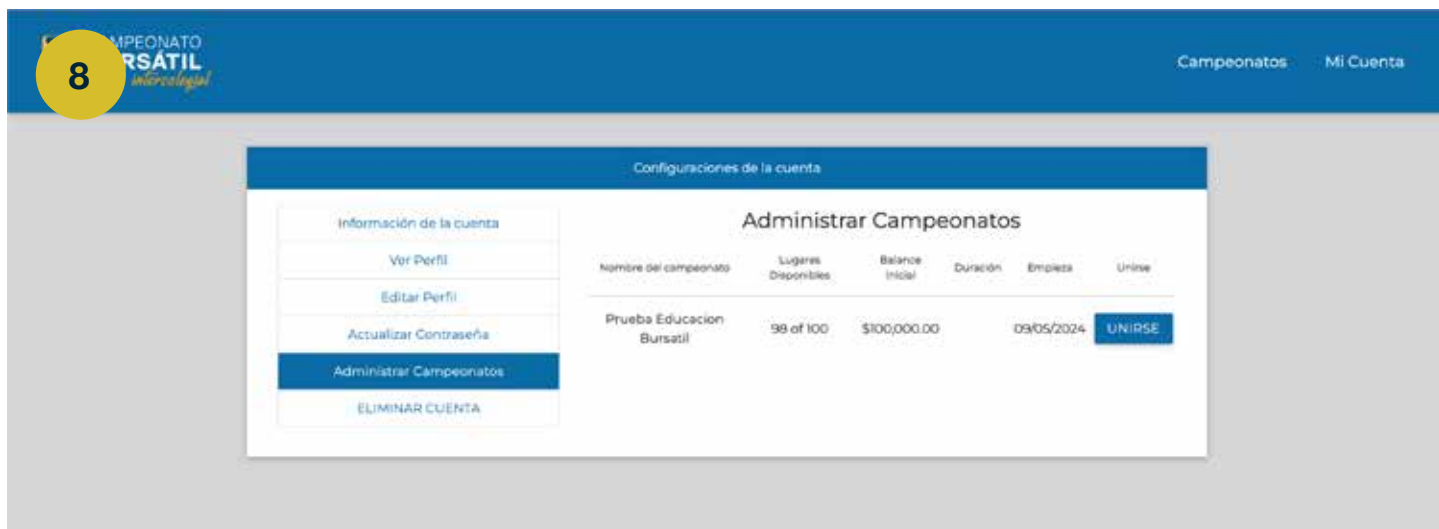 8
MPEONATO
RSÁTIL
intercolegial
Campeonatos
Mi Cuenta
Configuraciones de la cuenta
Información de la cuenta
Ver Perfil
Editar Perfil
Actualizar Contraseña
Administrar Campeonatos
ELIMINAR CUENTA
Administrar Campeonatos
Nombre del campeonato
Lugares
Disponibles
Balance
Inicial
Duración
Empieza
Unirse
Prueba Educacion
Bursatil
98 of 100
$100,000.00
09/05/2024
UNIRSE